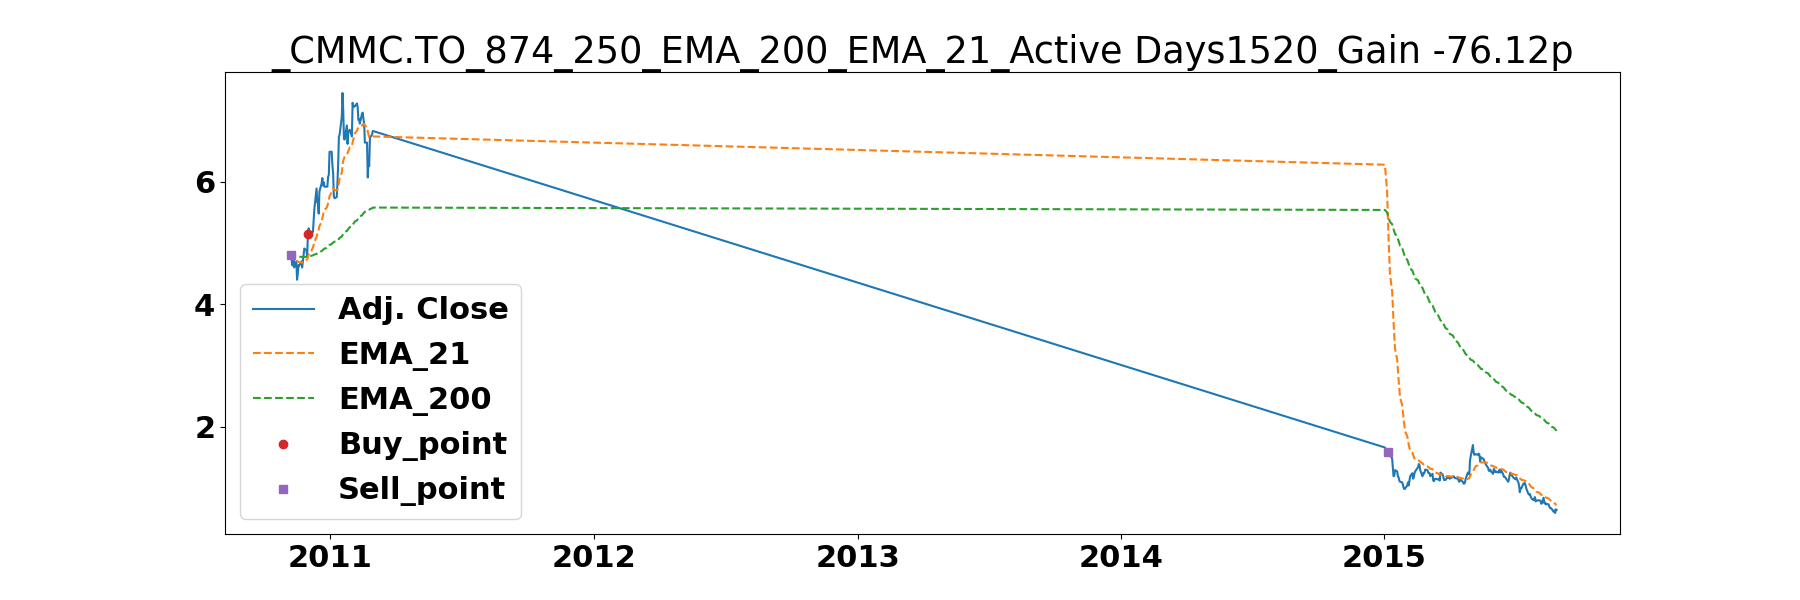 _CMMC.TO_874_250_EMA_200_EMA_21_Active Days1520_Gain -76.12p
6
4
2
Adj. Close
EMA_21
EMA_200
Buy_point
Sell_point
2011 2012 2013 2014 2015